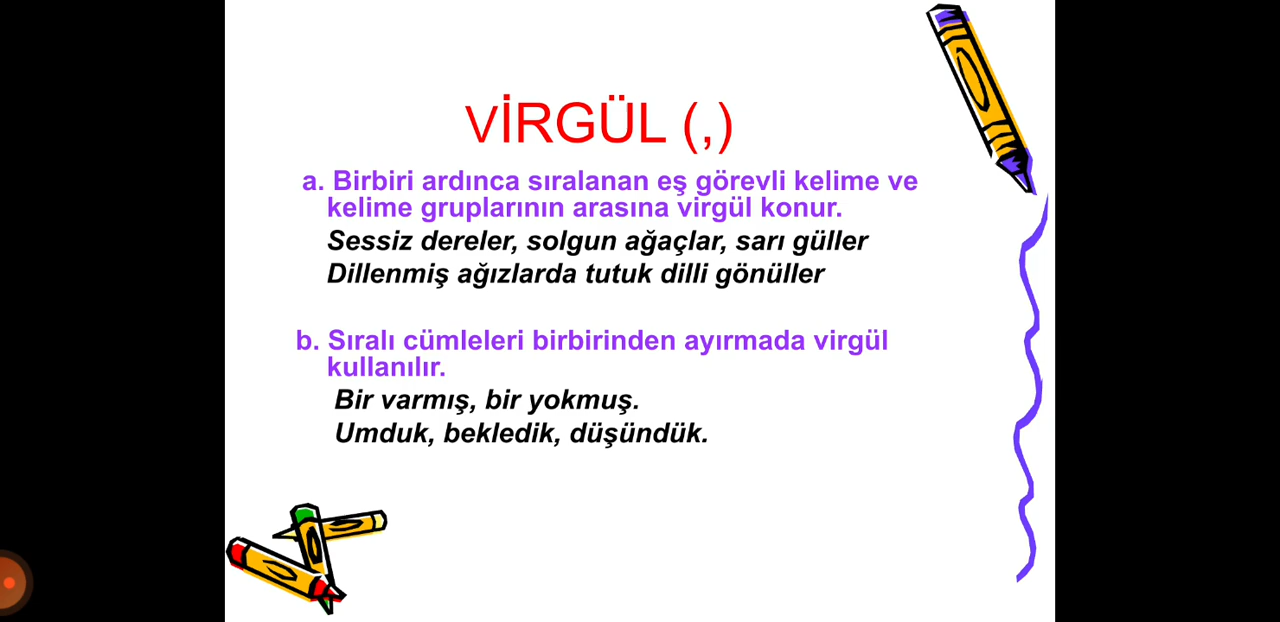 VİRGÜL (,)
a. Birbiri ardınca sıralanan eş görevli kelime ve
kelime gruplarının arasına virgül konur.
Sessiz dereler, solgun ağaçlar, sarı güller
Dillenmiş ağızlarda tutuk dilli gönüller
b. Sıralı cümleleri birbirinden ayırmada virgül
kullanılır.
Bir varmış, bir yokmuş.
Umduk, bekledik, düşündük.